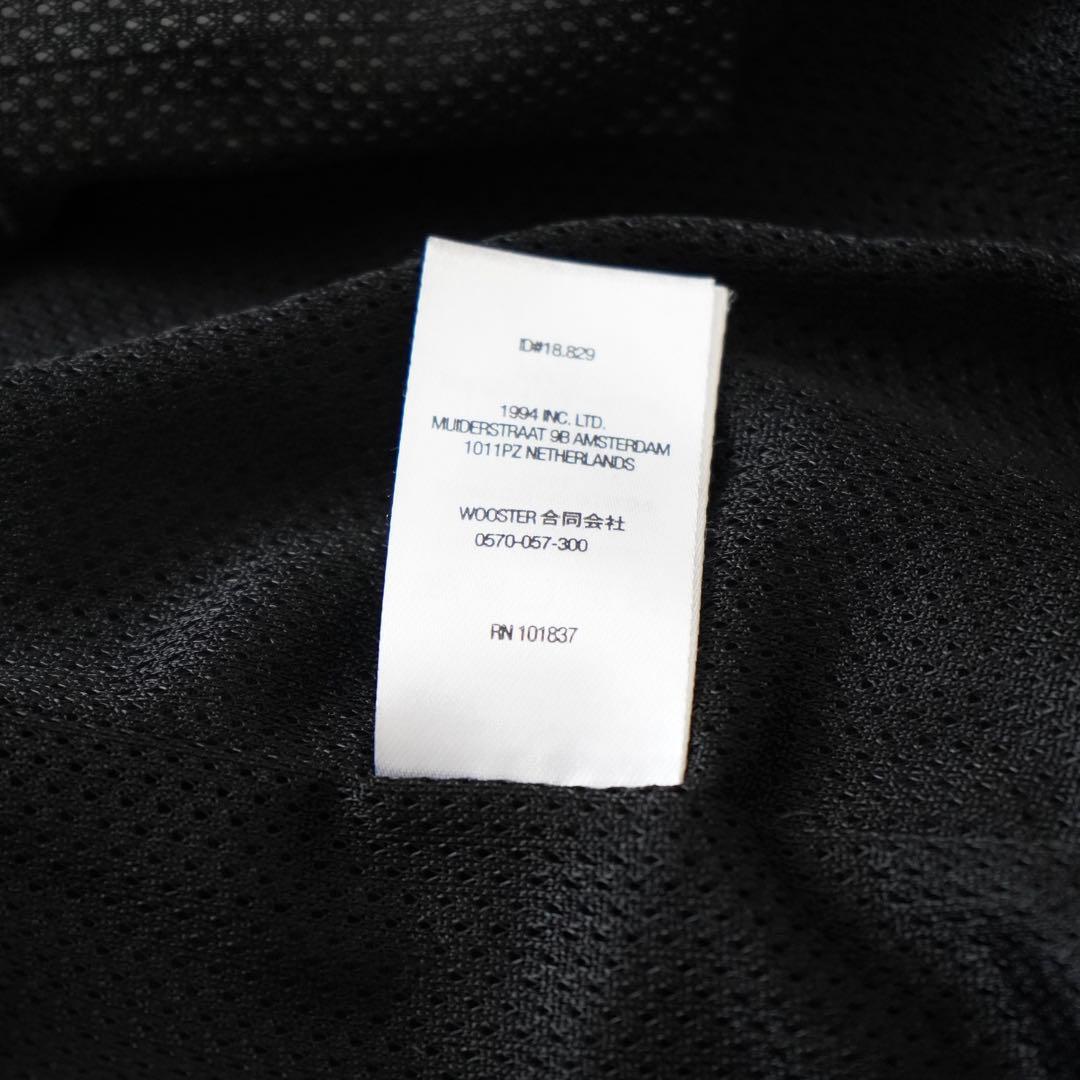 ID#18.829
1994 INC. LTD.
MUIDERSTRAAT 9B AMSTERDAM
1011PZ NETHERLANDS
WOOSTER 合同会社
0570-057-300
RN 101837